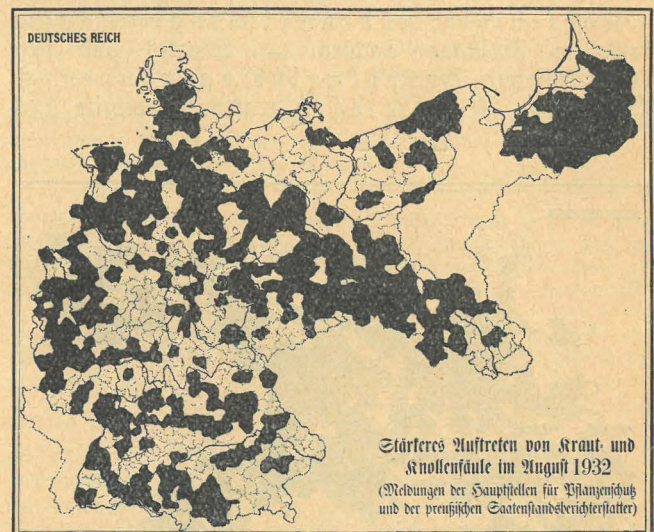 DEUTSCHES REICH
Stärkeres Auftreten von Kraut- und
Knollenfäule im August 1932
(Meldungen der Hauptstellen für Pflanzenschutz
und der preußischen Saatenstandsberichterstatter)